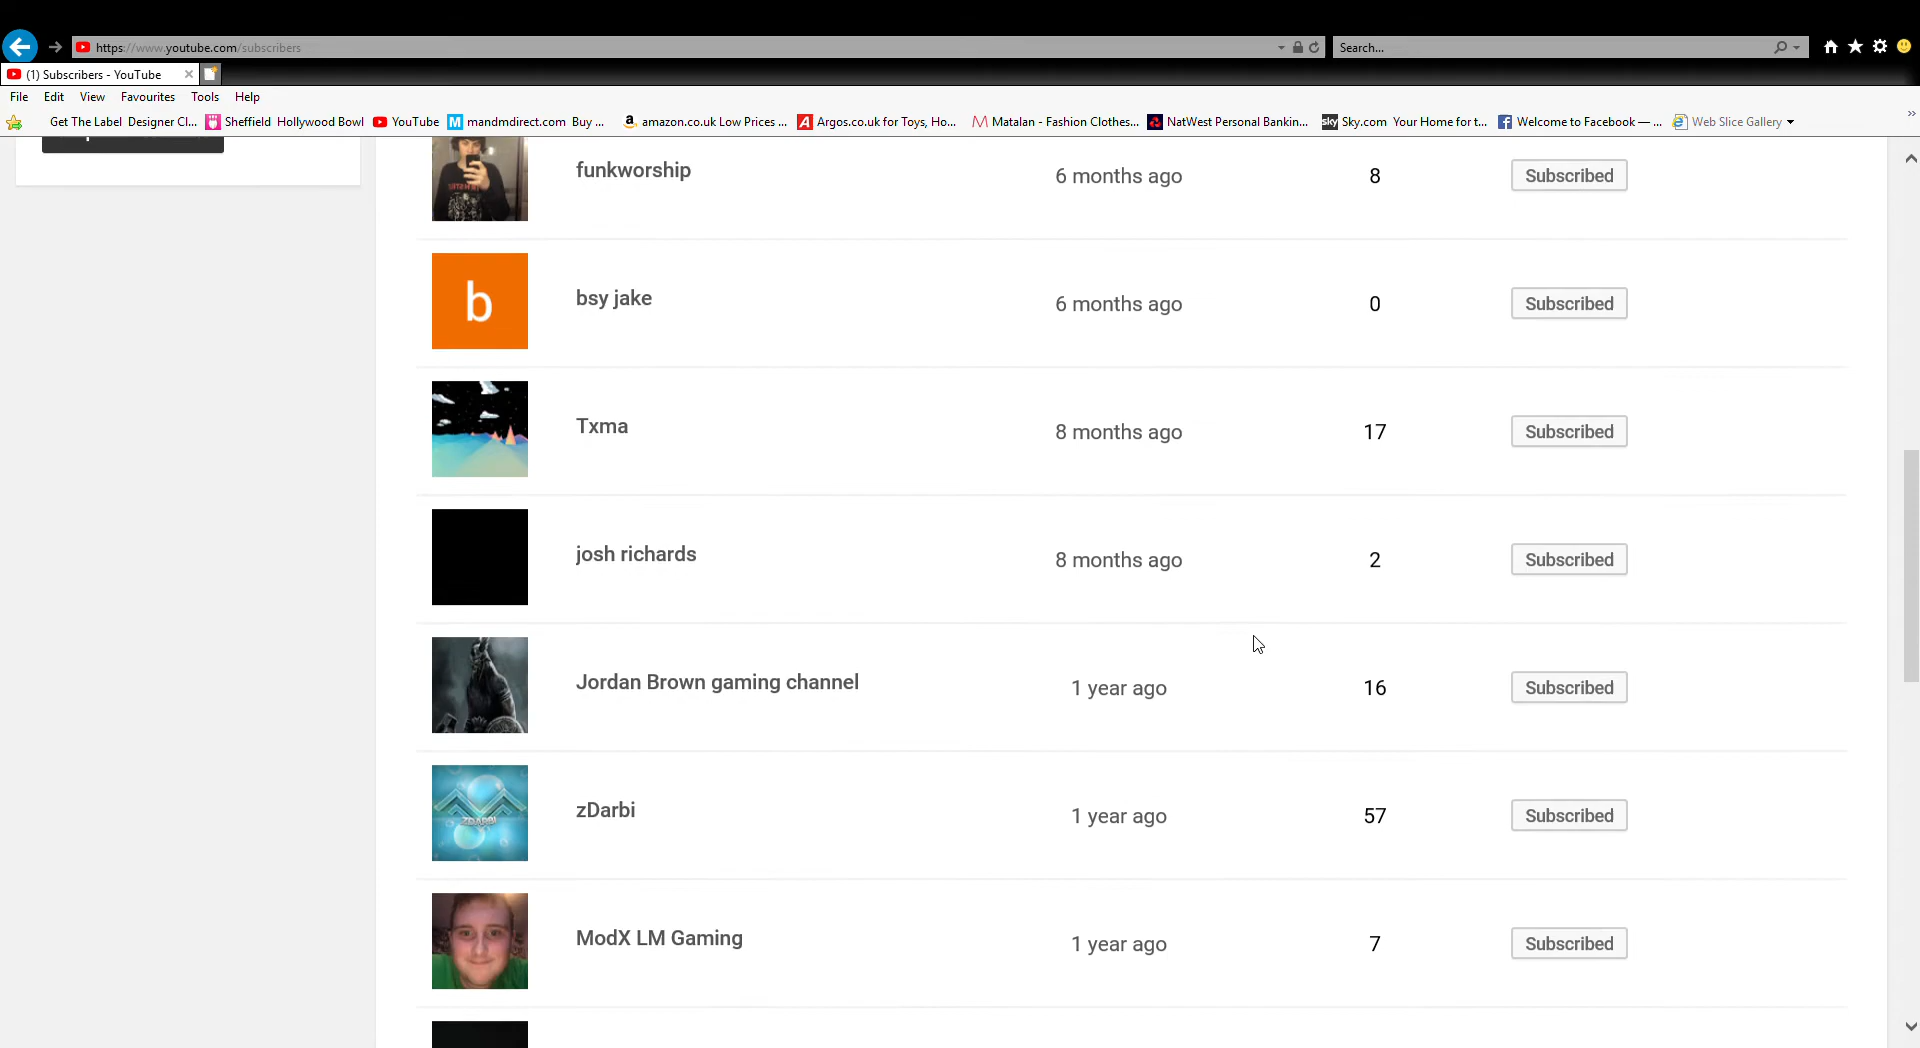 https://www.youtube.com/subscribers
Search...
(1) Subscribers - YouTube
File Edit View Favourites Tools Help
Get The Label Designer Cl... Sheffield Hollywood Bowl YouTube M mandmdirect.com Buy ... a amazon.co.uk Low Prices ... A Argos.co.uk for Toys, Ho... M Matalan - Fashion Clothes... NatWest Personal Bankin... sky Sky.com Your Home for t... f Welcome to Facebook — ... Web Slice Gallery »
funkworship 6 months ago 8 Subscribed
b bsy jake 6 months ago 0 Subscribed
Txma 8 months ago 17 Subscribed
josh richards 8 months ago 2 Subscribed
Jordan Brown gaming channel 1 year ago 16 Subscribed
ZDARBI zDarbi 1 year ago 57 Subscribed
ModX LM Gaming 1 year ago 7 Subscribed